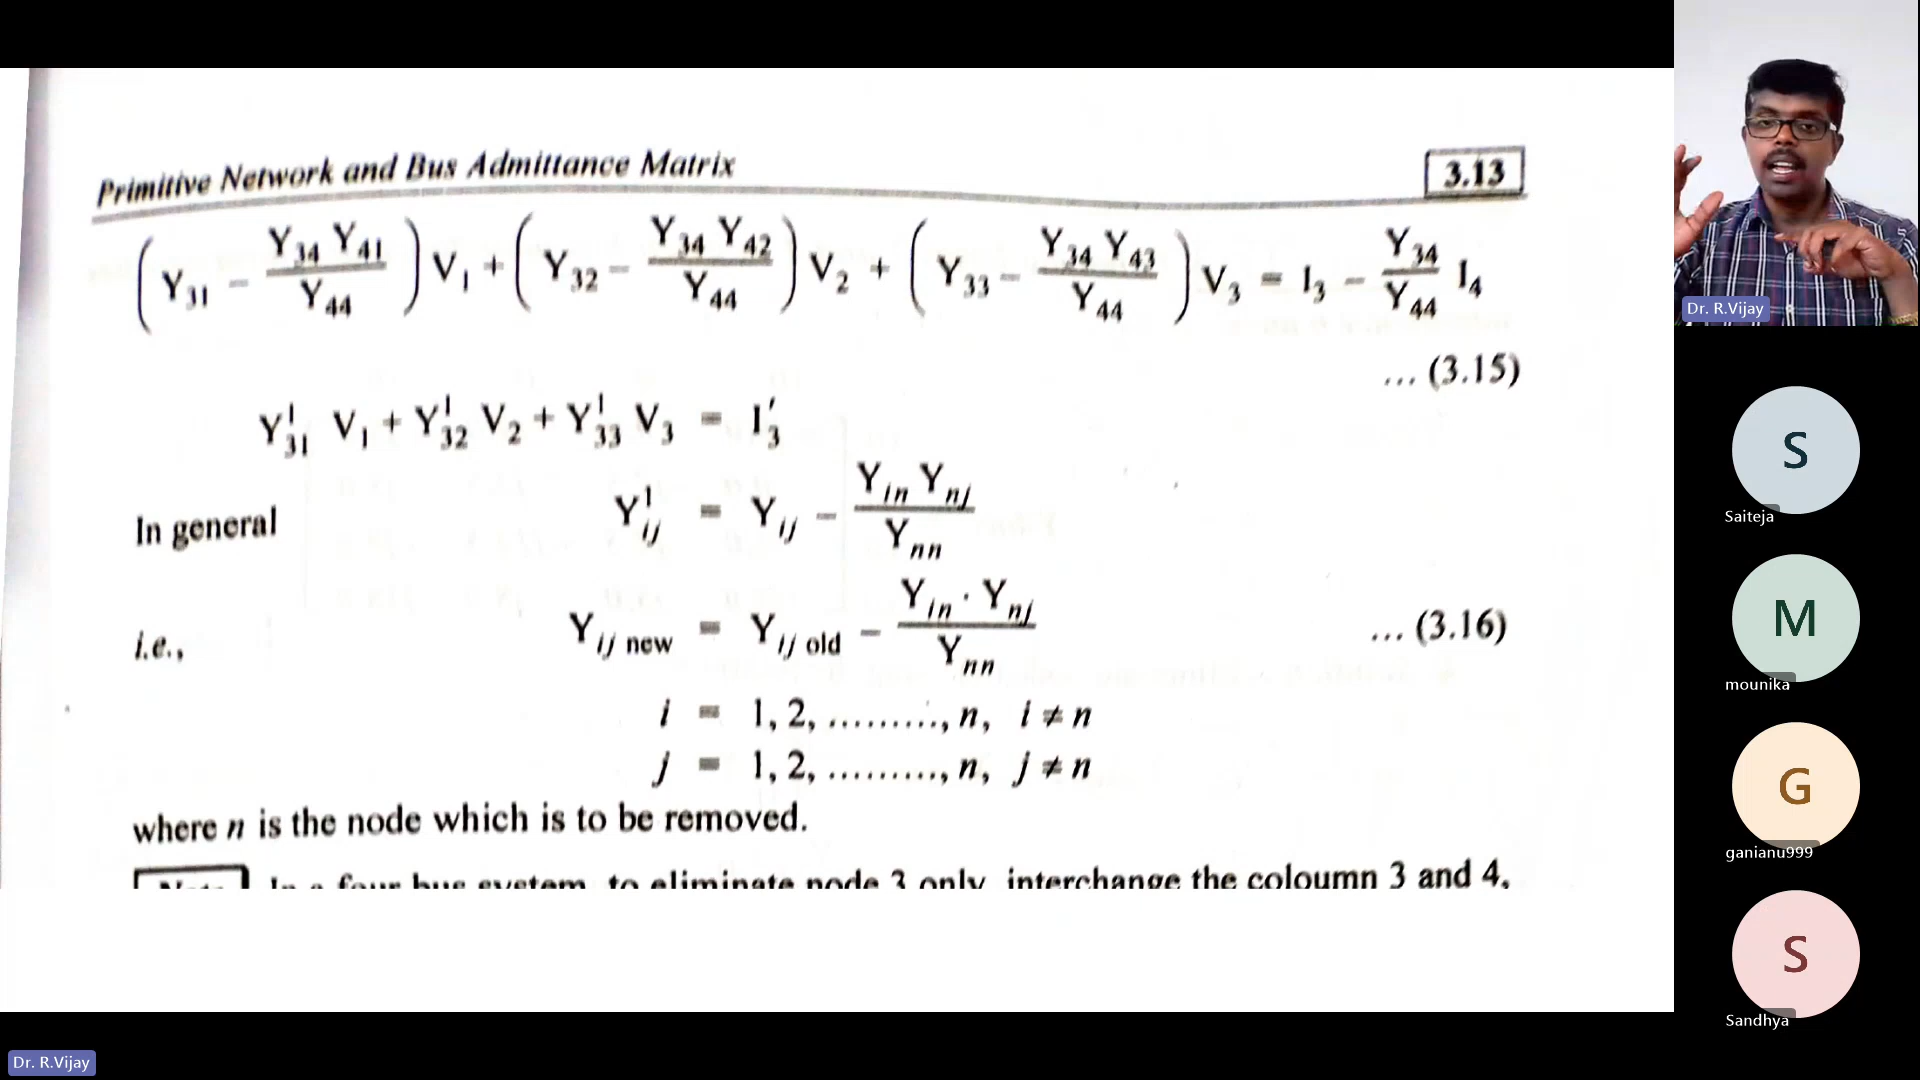 Primitive Network and Bus Admittance Matrix 3.13
(Y31 − Y34 Y41 / Y44) V1 + (Y32 − Y34 Y42 / Y44) V2 + (Y33 − Y34 Y43 / Y44) V3 = I3 − Y34 / Y44 I4
... (3.15)
Y¹31 V1 + Y¹32 V2 + Y¹33 V3 = I′3
In general Y¹ij = Yij − Yin Ynj / Ynn
i.e., Yij new = Yij old − Yin · Ynj / Ynn ... (3.16)
i = 1, 2, ........., n, i ≠ n
j = 1, 2, ........., n, j ≠ n
where n is the node which is to be removed.
Note In a four bus system, to eliminate node 3 only, interchange the coloumn 3 and 4,
Dr. R.Vijay
S
Saiteja
M
mounika
G
ganianu999
S
Sandhya
Dr. R.Vijay